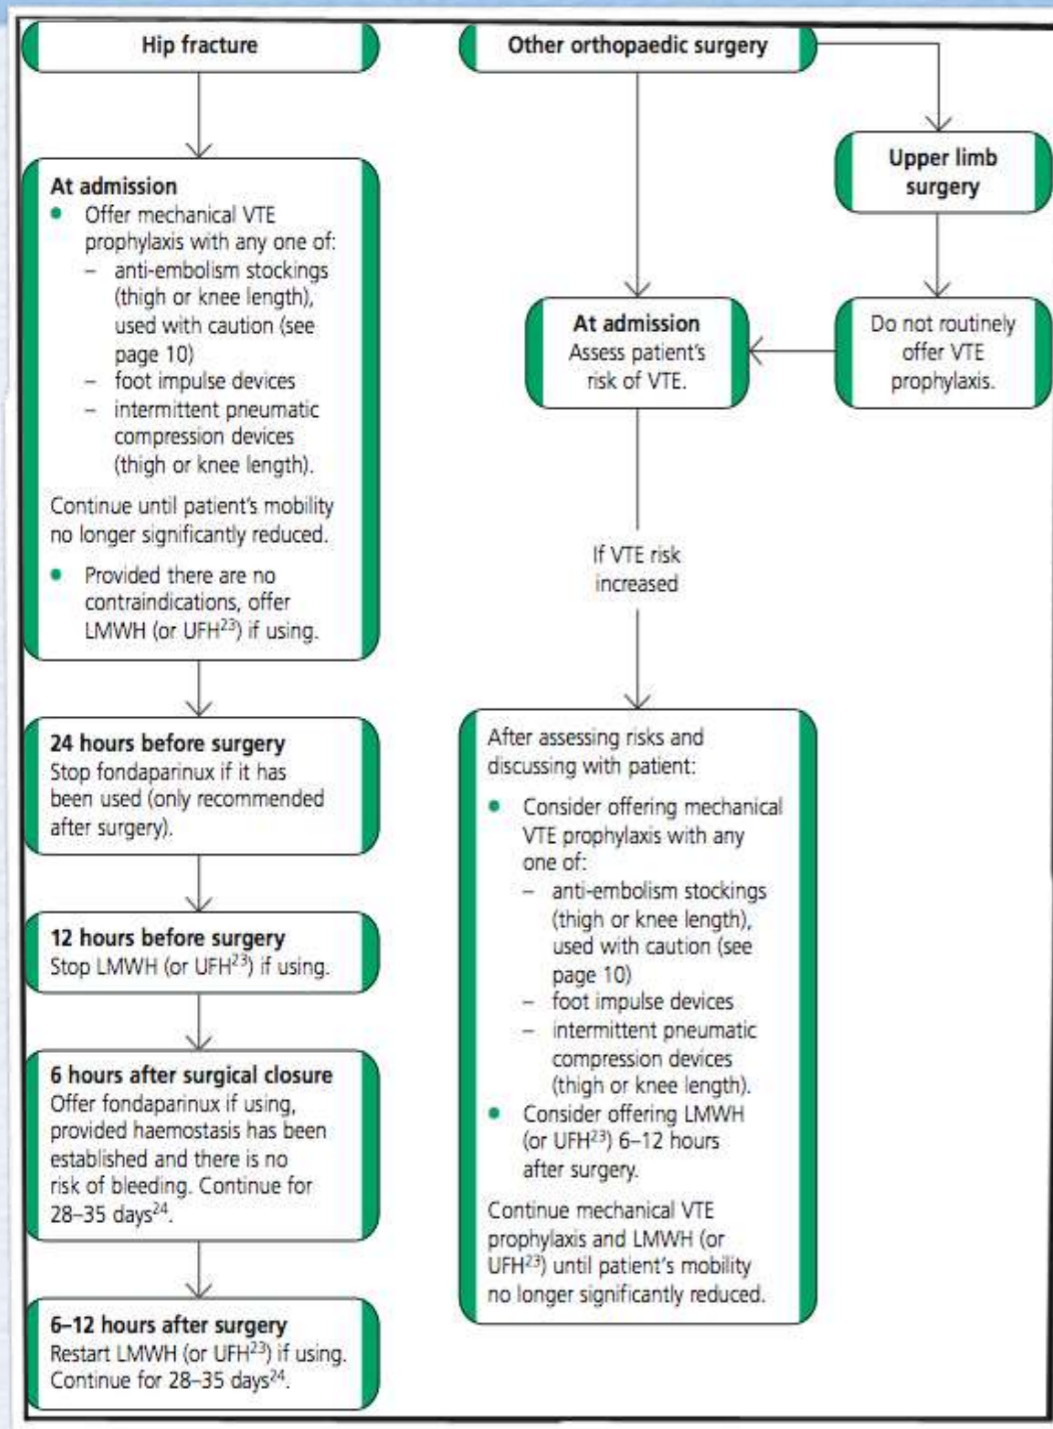 Hip fracture
At admission
• Offer mechanical VTE
prophylaxis with any one of:
– anti-embolism stockings
(thigh or knee length),
used with caution (see
page 10)
– foot impulse devices
– intermittent pneumatic
compression devices
(thigh or knee length).
Continue until patient's mobility
no longer significantly reduced.
• Provided there are no
contraindications, offer
LMWH (or UFH²³) if using.
24 hours before surgery
Stop fondaparinux if it has
been used (only recommended
after surgery).
12 hours before surgery
Stop LMWH (or UFH²³) if using.
6 hours after surgical closure
Offer fondaparinux if using,
provided haemostasis has been
established and there is no
risk of bleeding. Continue for
28–35 days²⁴.
6–12 hours after surgery
Restart LMWH (or UFH²³) if using.
Continue for 28–35 days²⁴.
Other orthopaedic surgery
Upper limb
surgery
Do not routinely
offer VTE
prophylaxis.
At admission
Assess patient's
risk of VTE.
If VTE risk
increased
After assessing risks and
discussing with patient:
• Consider offering mechanical
VTE prophylaxis with any
one of:
– anti-embolism stockings
(thigh or knee length),
used with caution (see
page 10)
– foot impulse devices
– intermittent pneumatic
compression devices
(thigh or knee length).
• Consider offering LMWH
(or UFH²³) 6–12 hours
after surgery.
Continue mechanical VTE
prophylaxis and LMWH (or
UFH²³) until patient's mobility
no longer significantly reduced.